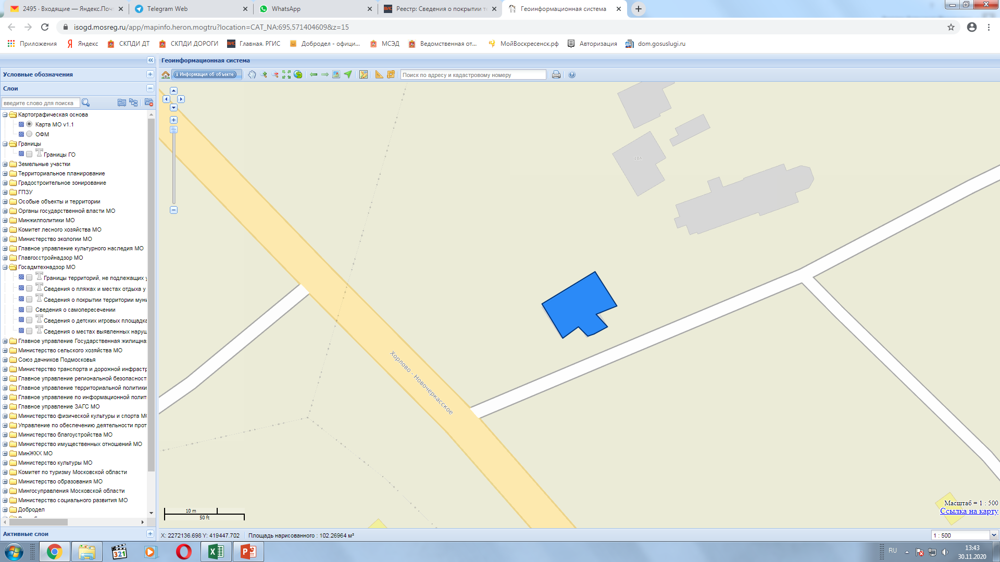 2495 · Входящие — Яндекс.Поч
Telegram Web
WhatsApp
Реестр: Сведения о покрытии т
Геоинформационная система
isogd.mosreg.ru/app/mapinfo.heron.mogtru?location=CAT_NA:695,571404609&z=15
Приложения
Яндекс
СКПДИ ДТ
СКПДИ ДОРОГИ
Главная. РГИС
Добродел - офици...
МСЭД
Ведомственная от...
МойВоскресенск.рф
Авторизация
dom.gosuslugi.ru
Геоинформационная система
Условные обозначения
Информация об объекте
Поиск по адресу и кадастровому номеру
Слои
введите слово для поиска
Картографическая основа
Карта МО v1.1
ОФМ
Границы
Границы ГО
Земельные участки
Территориальное планирование
Градостроительное зонирование
ГПЗУ
Особые объекты и территории
Органы государственной власти МО
Минжилполитики МО
Комитет лесного хозяйства МО
Министерство экологии МО
Главное управление культурного наследия МО
Главгосстройнадзор МО
Госадмтехнадзор МО
Границы территорий, не подлежащих у
Сведения о пляжах и местах отдыха у
Сведения о покрытии территории муни
Сведения о самопересечении
Сведения о детских игровых площадка
Сведения о местах выявленных наруш
Главное управление Государственная жилищна
Министерство сельского хозяйства МО
Союз дачников Подмосковья
Министерство транспорта и дорожной инфрастр
Главное управление региональной безопасност
Главное управление территориальной политики
Главное управление по информационной полит
Главное управление ЗАГС МО
Министерство физической культуры и спорта МО
Управление по обеспечению деятельности прот
Министерство благоустройства МО
Министерство имущественных отношений МО
МинЖКХ МО
Министерство культуры МО
Комитет по туризму Московской области
Министерство образования МО
Мингосуправления Московской области
Министерство социального развития МО
Добродел
Активные слои
18А
Хорлово - Новочеркасское
10 m
50 ft
Масштаб = 1 : 500
Ссылка на карту
X: 2272136.698 Y: 419447.702
Площадь нарисованного : 102.26964 м²
1 : 500
321
RU
13:43
30.11.2020